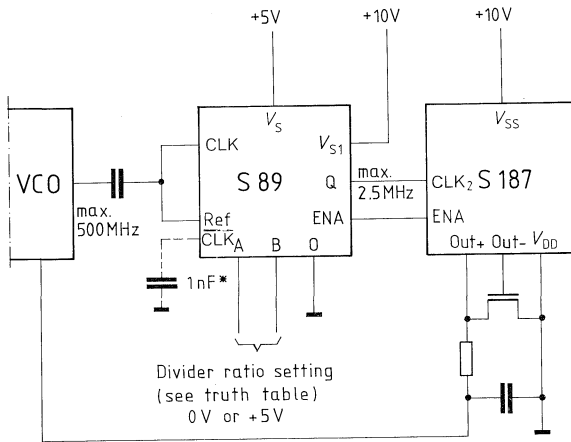 +5V
+10V
+10V
VS
VSS
CLK
VS1
VCO
S 89
Q
max.
2.5MHz
CLK2
S 187
max.
500MHz
Ref
CLK
ENA
ENA
A
B
0
Out+
Out-
VDD
1nF*
Divider ratio setting
(see truth table)
0V or +5V